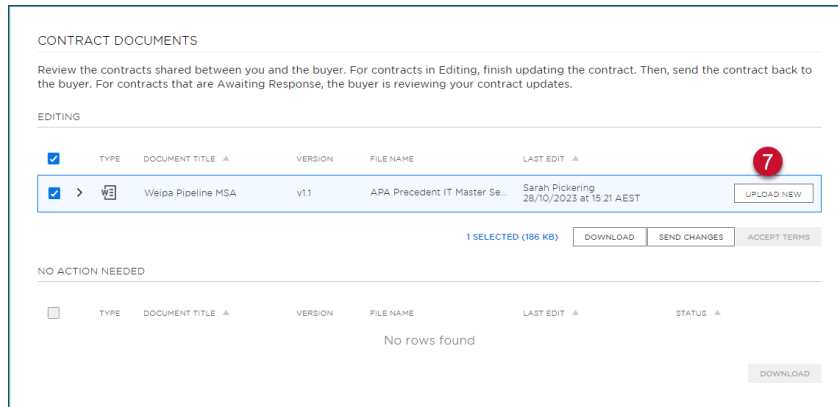 CONTRACT DOCUMENTS
Review the contracts shared between you and the buyer. For contracts in Editing, finish updating the contract. Then, send the contract back to
the buyer. For contracts that are Awaiting Response, the buyer is reviewing your contract updates.
EDITING
TYPE DOCUMENT TITLE VERSION FILE NAME LAST EDIT
7
Weipa Pipeline MSA v1.1 APA Precedent IT Master Se... Sarah Pickering
28/10/2023 at 15:21 AEST
UPLOAD NEW
1 SELECTED (186 KB) DOWNLOAD SEND CHANGES ACCEPT TERMS
NO ACTION NEEDED
TYPE DOCUMENT TITLE VERSION FILE NAME LAST EDIT STATUS
No rows found
DOWNLOAD